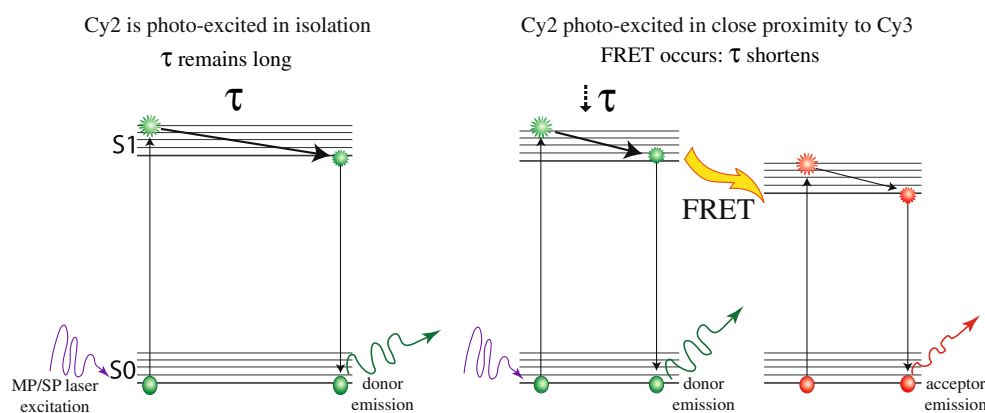 Cy2 is photo-excited in isolation
τ remains long
τ
S1
S0
MP/SP laser
excitation
donor
emission
Cy2 photo-excited in close proximity to Cy3
FRET occurs: τ shortens
τ
FRET
donor
emission
acceptor
emission